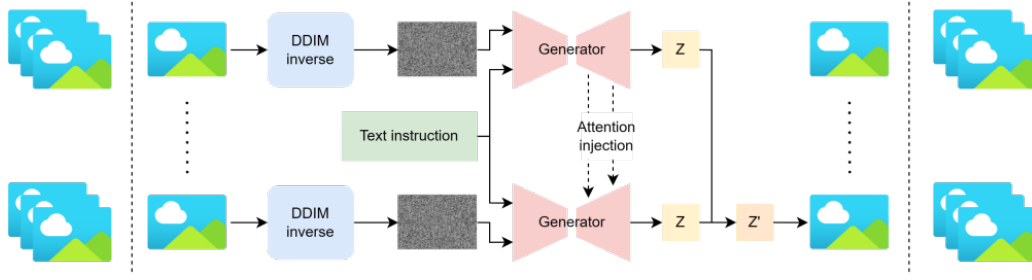 DDIM
inverse
Generator
Z
Text instruction
Attention
injection
DDIM
inverse
Generator
Z
Z'